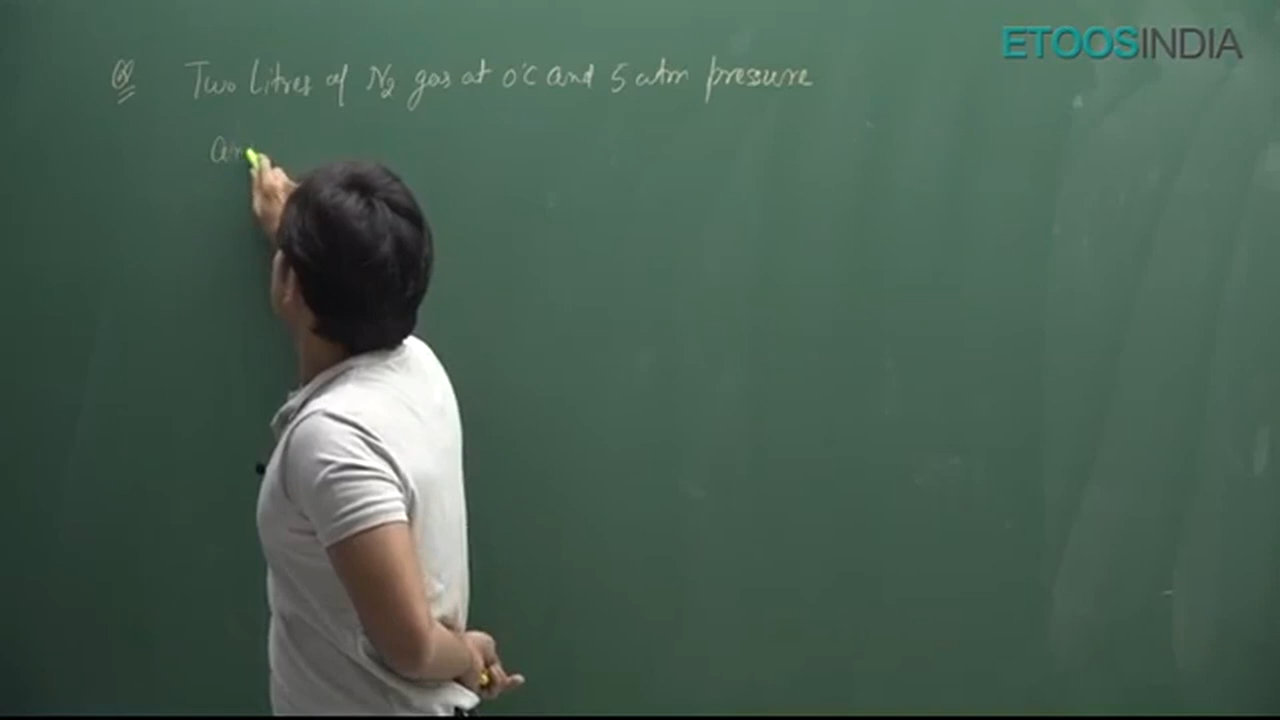 ETOOSINDIA
Q Two Litres of N₂ gas at 0°C and 5 atm pressure